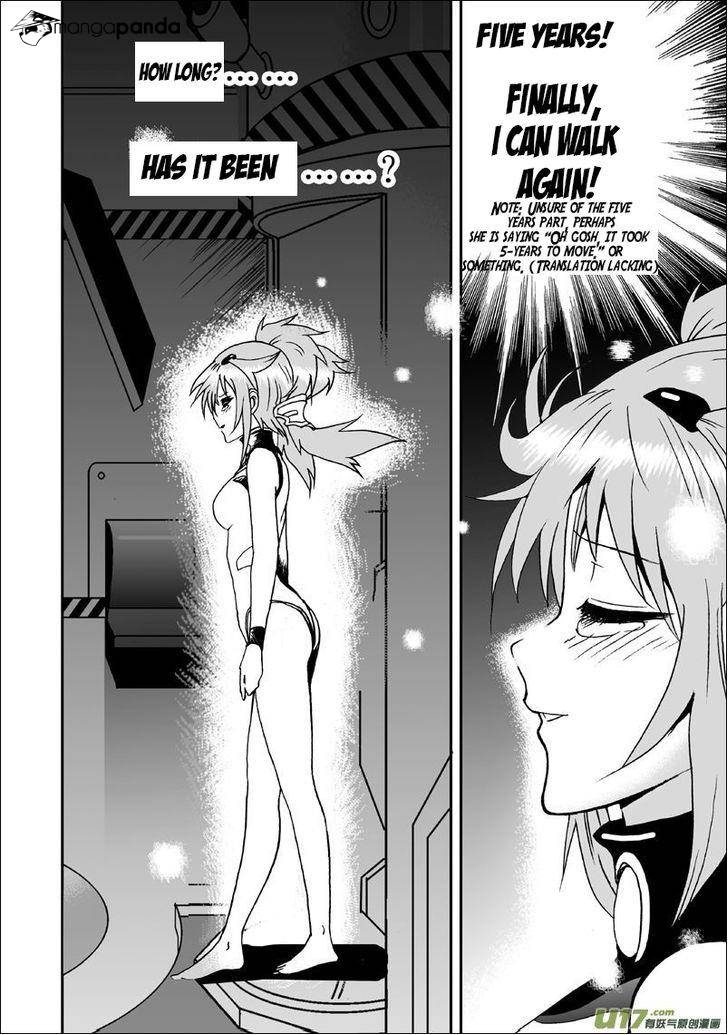 mangapanda
HOW LONG? ... ...
HAS IT BEEN ... ...?
FIVE YEARS!
FINALLY,
I CAN WALK
AGAIN!
NOTE: UNSURE OF THE FIVE
YEARS PART, PERHAPS
SHE IS SAYING "OH GOSH, IT TOOK
5-YEARS TO MOVE," OR
SOMETHING, (TRANSLATION LACKING)
U17.com
有妖气原创漫画